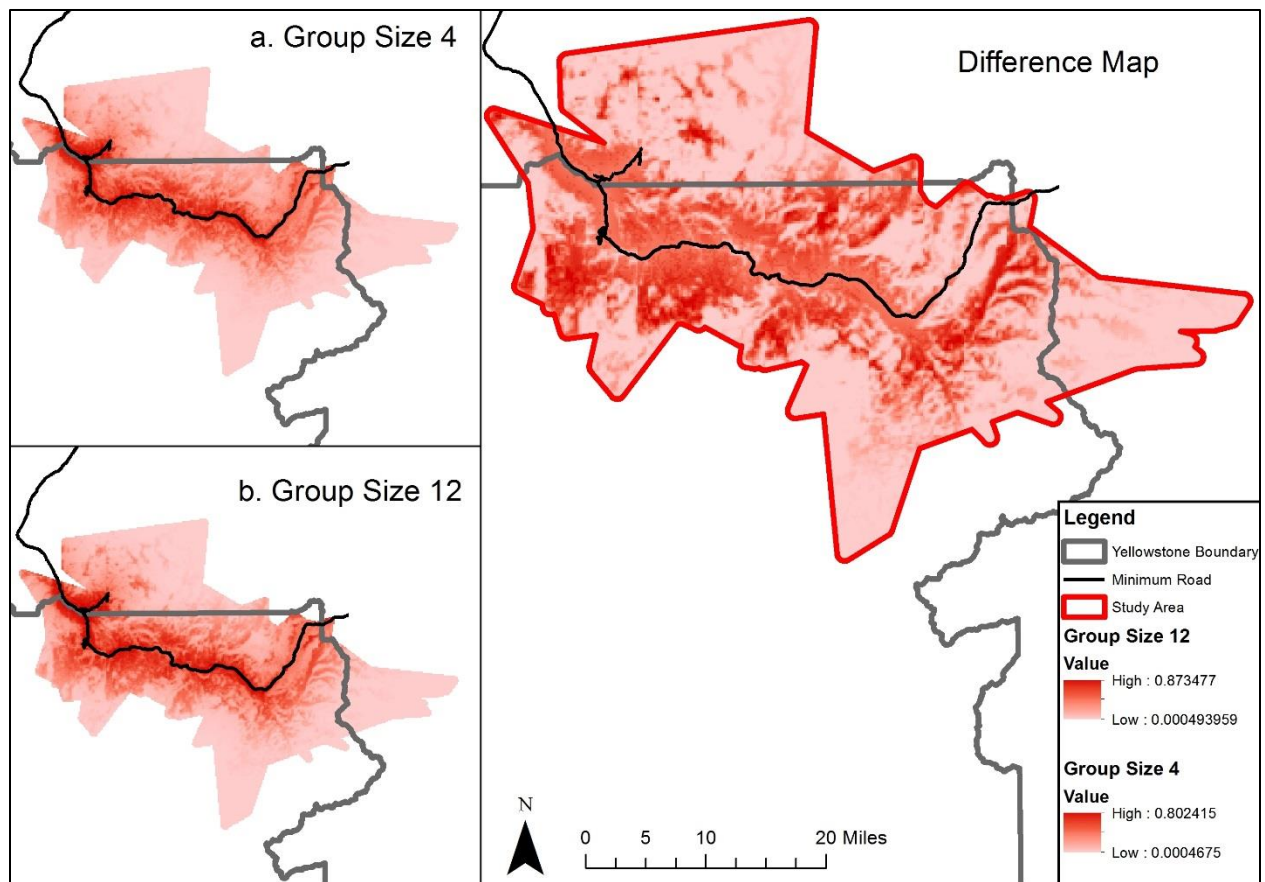 a. Group Size 4
Difference Map
b. Group Size 12
Legend
Yellowstone Boundary
Minimum Road
Study Area
Group Size 12
Value
High : 0.873477
Low : 0.000493959
Group Size 4
Value
High : 0.802415
Low : 0.0004675
N
0 5 10 20 Miles